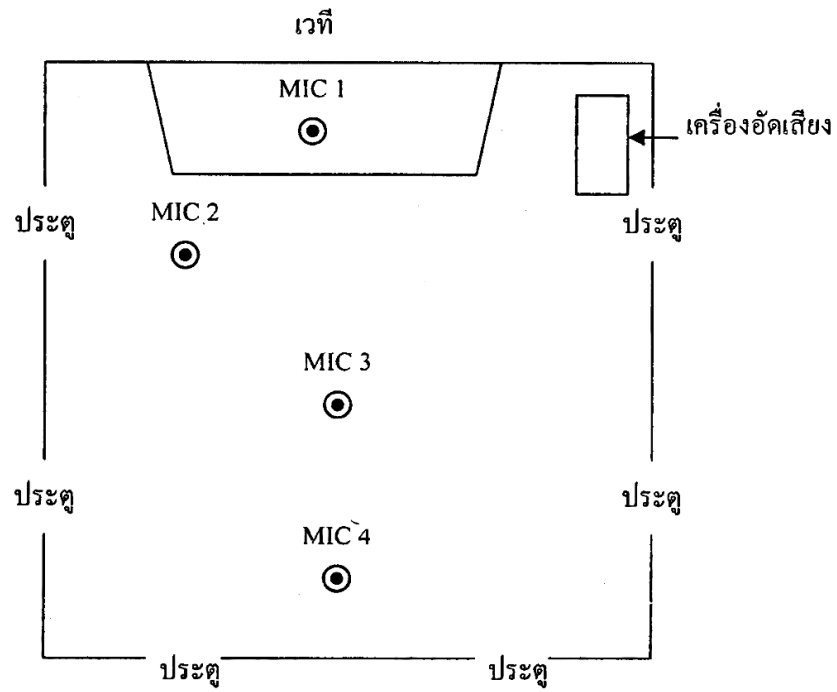 เวที
MIC 1
เครื่องอัดเสียง
MIC 2
ประตู
ประตู
MIC 3
ประตู
ประตู
MIC 4
ประตู
ประตู